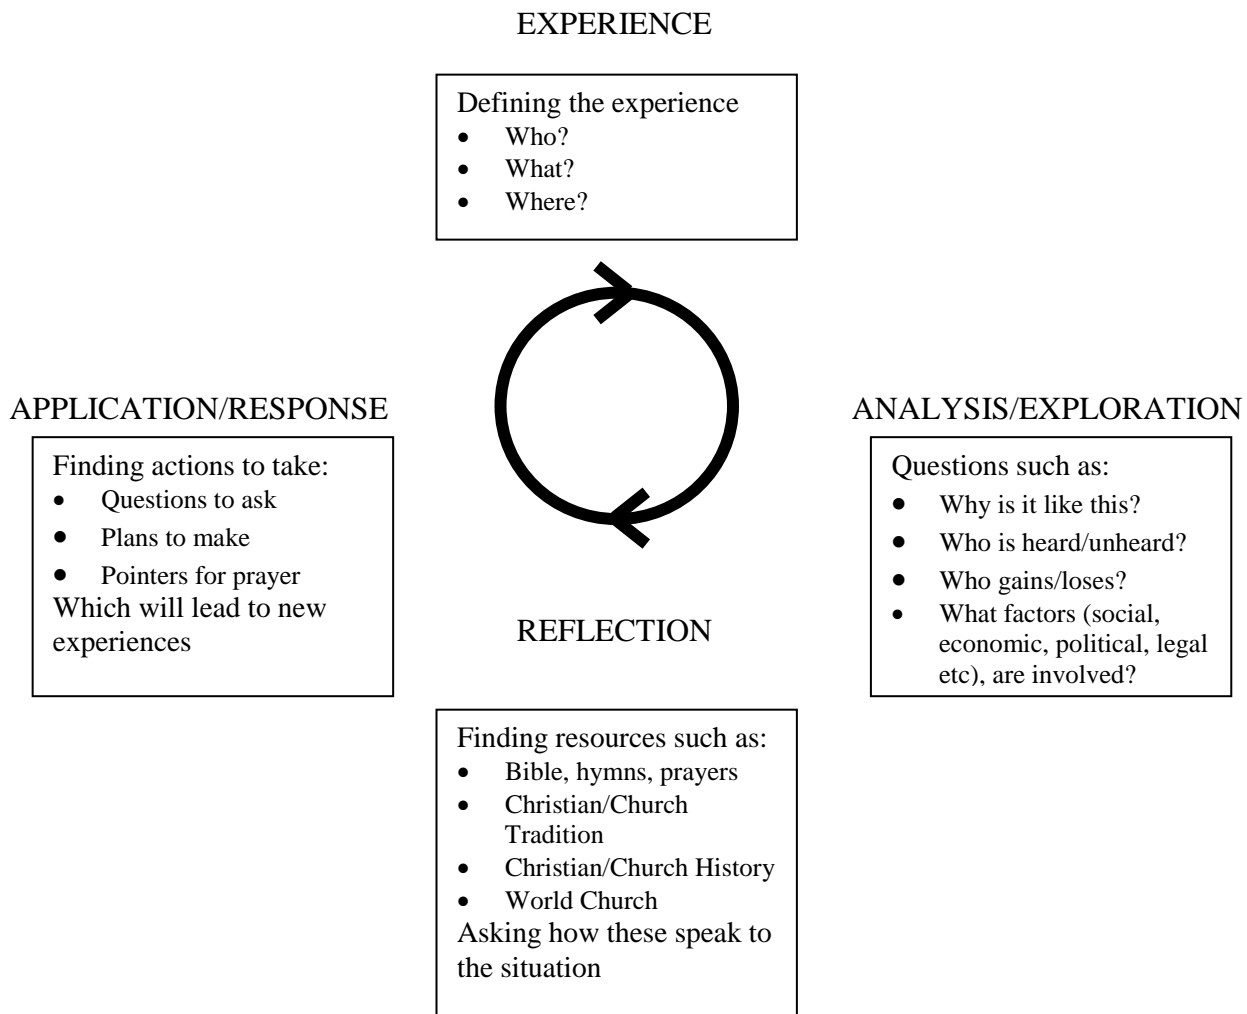 EXPERIENCE
Defining the experience
• Who?
• What?
• Where?
APPLICATION/RESPONSE
Finding actions to take:
• Questions to ask
• Plans to make
• Pointers for prayer
Which will lead to new
experiences
ANALYSIS/EXPLORATION
Questions such as:
• Why is it like this?
• Who is heard/unheard?
• Who gains/loses?
• What factors (social,
economic, political, legal
etc), are involved?
REFLECTION
Finding resources such as:
• Bible, hymns, prayers
• Christian/Church
Tradition
• Christian/Church History
• World Church
Asking how these speak to
the situation